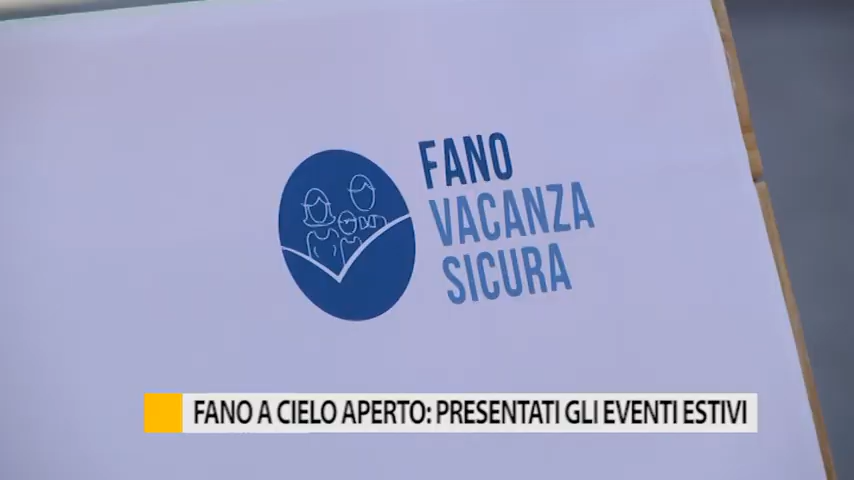 FANO
VACANZA
SICURA
FANO A CIELO APERTO: PRESENTATI GLI EVENTI ESTIVI